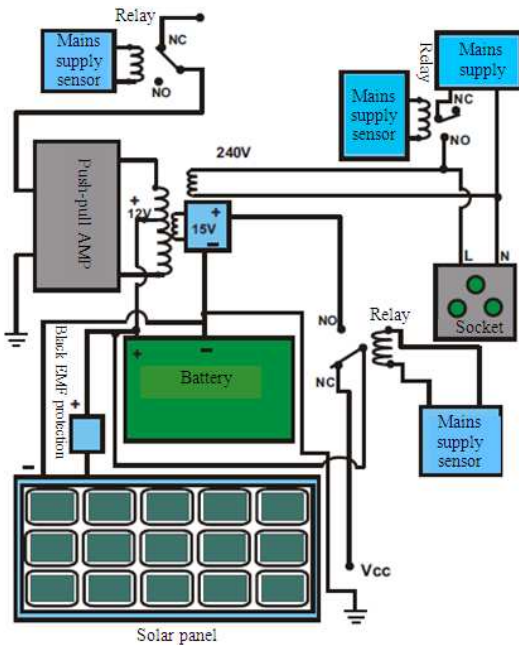 Relay
NC
NO
Mains
supply
sensor
Relay
Mains
supply
NC
NO
Mains
supply
sensor
Push-pull AMP
+
12V
240V
+
15V
-
L
N
Socket
NO
Relay
NC
Black EMF protection
+
+
-
Battery
Mains
supply
sensor
-
Vcc
Solar panel